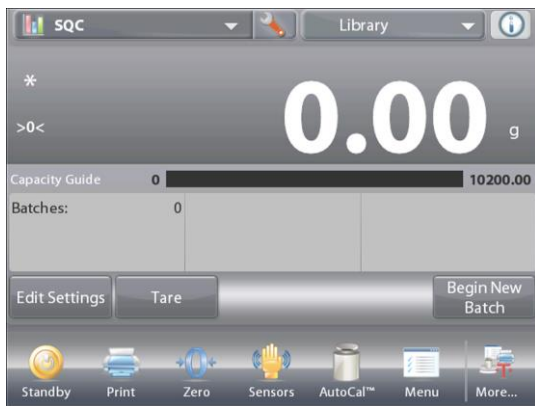 SQC Library
*
>0< 0.00 g
Capacity Guide 0 10200.00
Batches: 0
Edit Settings Tare Begin New
Batch
Standby Print Zero Sensors AutoCal™ Menu More...